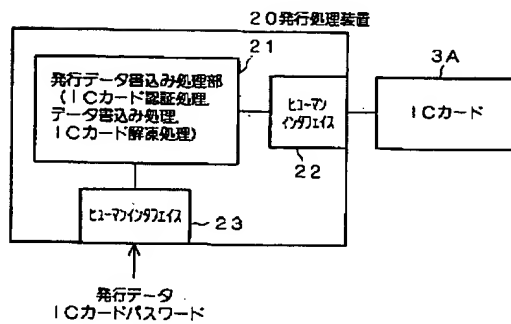 20発行処理装置
21
発行データ書込み処理部
(ICカード認証処理,
データ書込み処理,
ICカード解凍処理)
ヒューマン
インタフェイス
22
3A
ICカード
ヒューマンインタフェイス
23
発行データ
ICカードパスワード